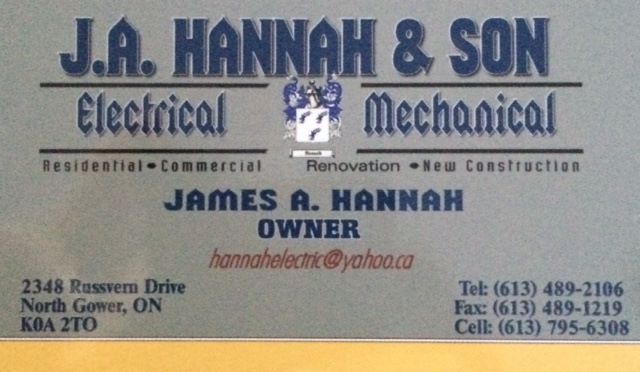 J.A. HANNAH & SON
Electrical Mechanical
Residential • Commercial Renovation • New Construction
JAMES A. HANNAH
OWNER
hannahelectric@yahoo.ca
2348 Russvern Drive
North Gower, ON
K0A 2TO
Tel: (613) 489-2106
Fax: (613) 489-1219
Cell: (613) 795-6308